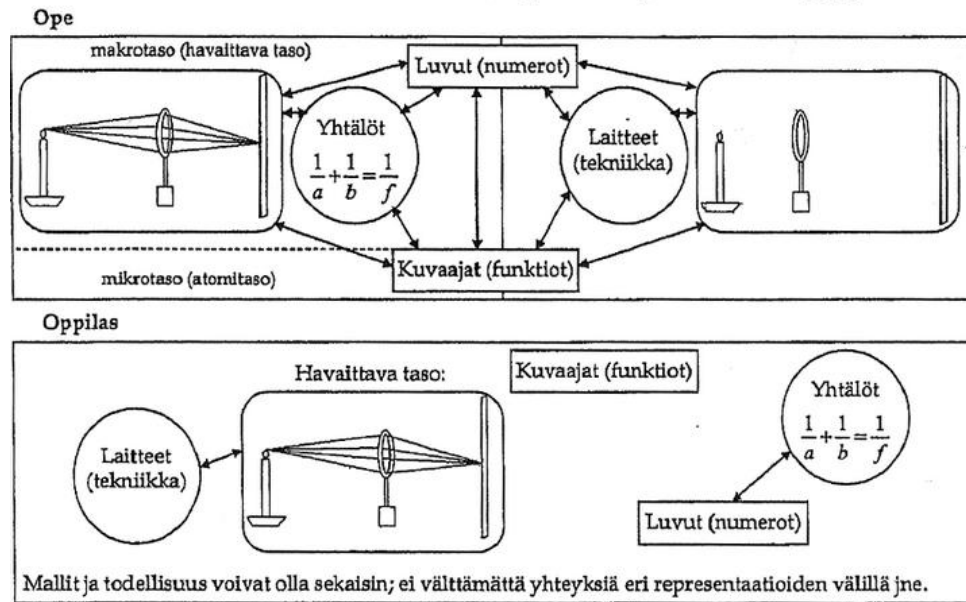 Ope
makrotaso (havaittava taso)
Luvut (numerot)
Yhtälöt
1/a + 1/b = 1/f
Laitteet
(tekniikka)
Kuvaajat (funktiot)
mikrotaso (atomitaso)
Oppilas
Havaittava taso:
Kuvaajat (funktiot)
Laitteet
(tekniikka)
Yhtälöt
1/a + 1/b = 1/f
Luvut (numerot)
Mallit ja todellisuus voivat olla sekaisin; ei välttämättä yhteyksiä eri representaatioiden välillä jne.